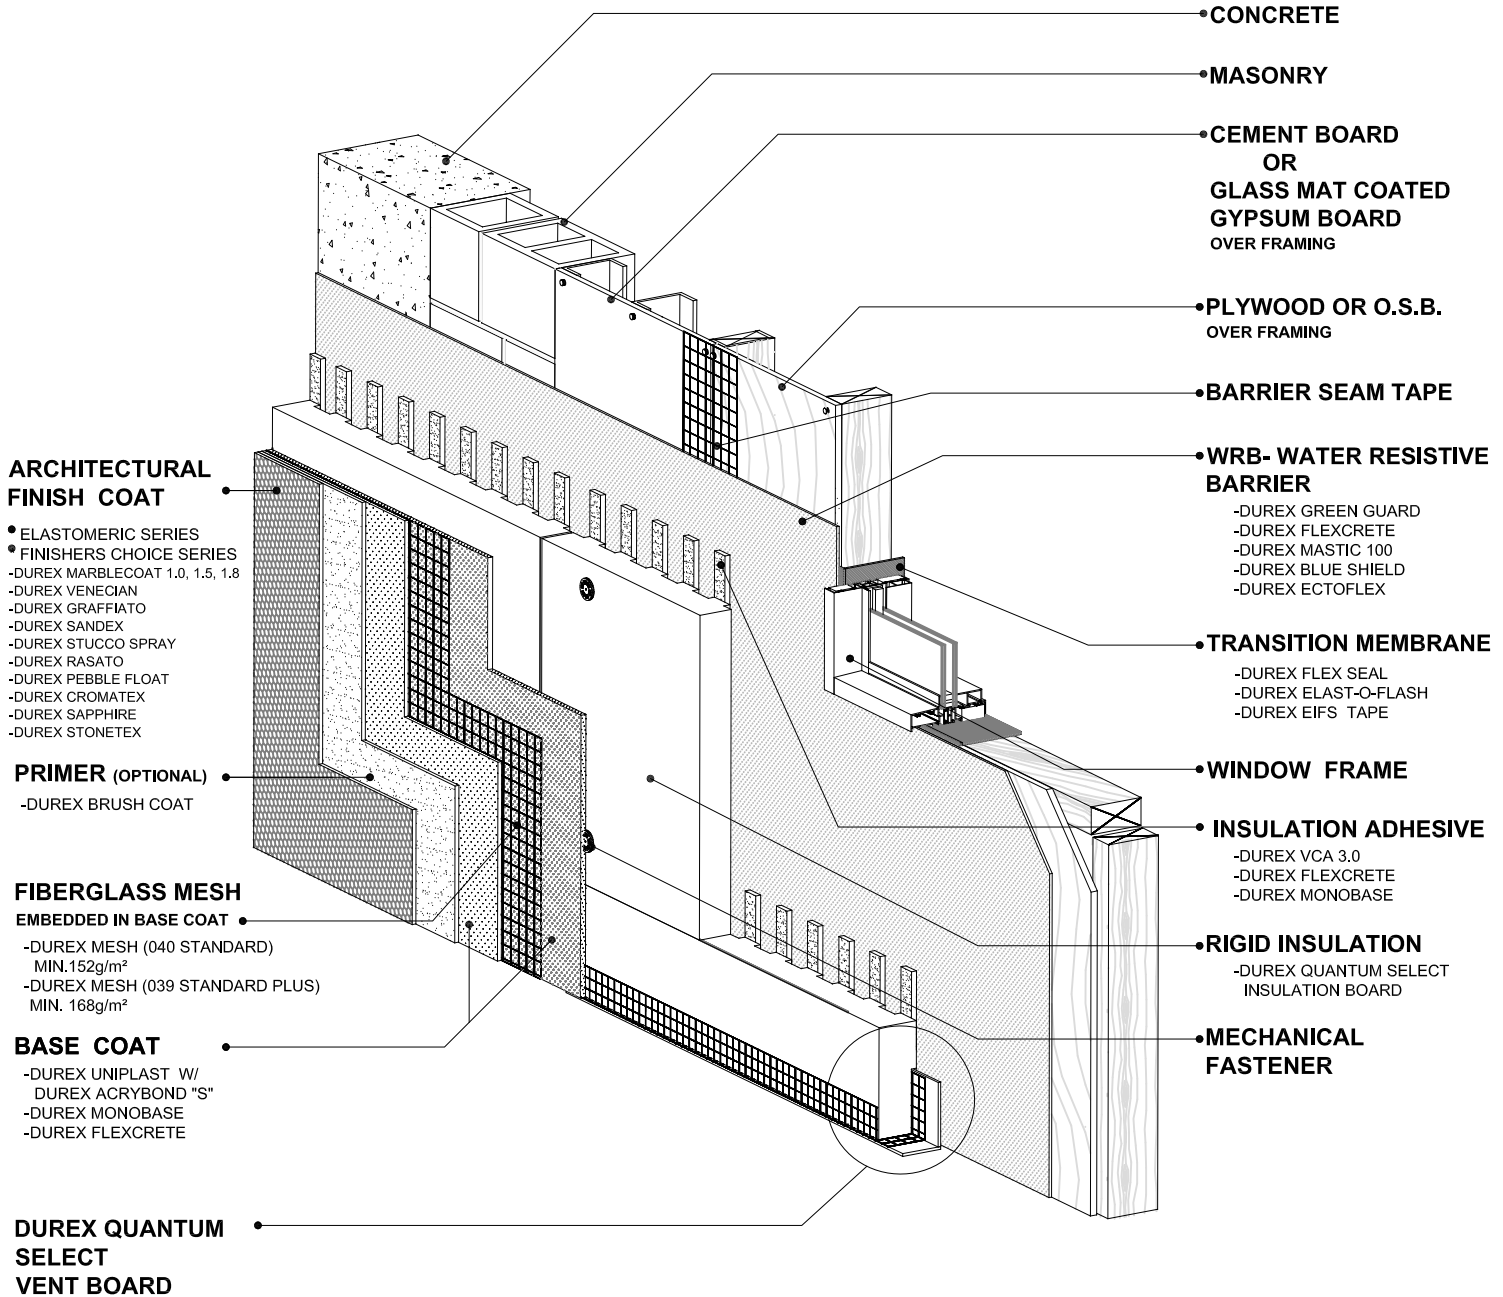 CONCRETE
MASONRY
CEMENT BOARD
OR
GLASS MAT COATED
GYPSUM BOARD
OVER FRAMING
PLYWOOD OR O.S.B.
OVER FRAMING
BARRIER SEAM TAPE
WRB- WATER RESISTIVE
BARRIER
-DUREX GREEN GUARD
-DUREX FLEXCRETE
-DUREX MASTIC 100
-DUREX BLUE SHIELD
-DUREX ECTOFLEX
TRANSITION MEMBRANE
-DUREX FLEX SEAL
-DUREX ELAST-O-FLASH
-DUREX EIFS TAPE
WINDOW FRAME
INSULATION ADHESIVE
-DUREX VCA 3.0
-DUREX FLEXCRETE
-DUREX MONOBASE
RIGID INSULATION
-DUREX QUANTUM SELECT
INSULATION BOARD
MECHANICAL
FASTENER
ARCHITECTURAL
FINISH COAT
• ELASTOMERIC SERIES
• FINISHERS CHOICE SERIES
-DUREX MARBLECOAT 1.0, 1.5, 1.8
-DUREX VENECIAN
-DUREX GRAFFIATO
-DUREX SANDEX
-DUREX STUCCO SPRAY
-DUREX RASATO
-DUREX PEBBLE FLOAT
-DUREX CROMATEX
-DUREX SAPPHIRE
-DUREX STONETEX
PRIMER (OPTIONAL)
-DUREX BRUSH COAT
FIBERGLASS MESH
EMBEDDED IN BASE COAT
-DUREX MESH (040 STANDARD)
MIN.152g/m²
-DUREX MESH (039 STANDARD PLUS)
MIN. 168g/m²
BASE COAT
-DUREX UNIPLAST W/
DUREX ACRYBOND "S"
-DUREX MONOBASE
-DUREX FLEXCRETE
DUREX QUANTUM
SELECT
VENT BOARD